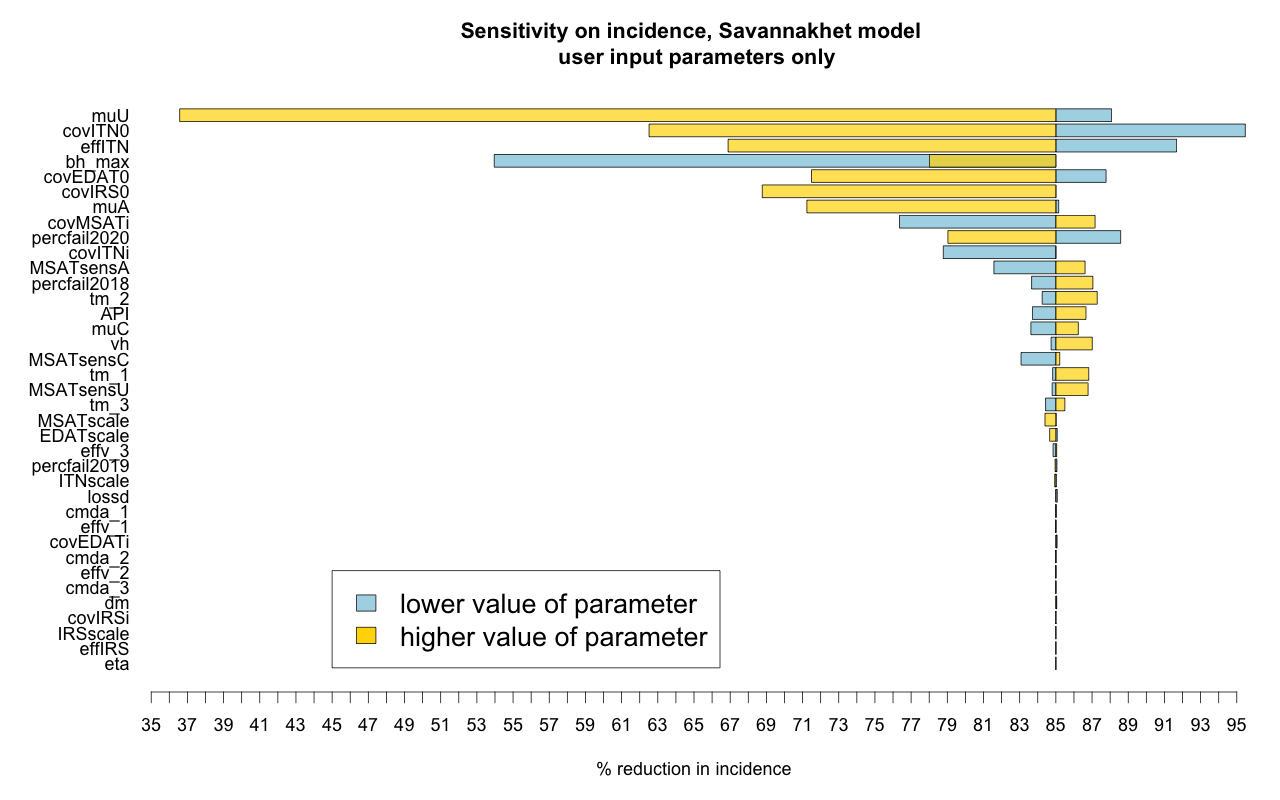 Sensitivity on incidence, Savannakhet model
user input parameters only
muU
covITN0
effITN
bh_max
covEDAT0
covIRS0
muA
covMSATi
percfail2020
covITNi
MSATsensA
percfail2018
tm_2
API
muC
vh
MSATsensC
tm_1
MSATsensU
tm_3
MSATscale
EDATscale
effv_3
percfail2019
ITNscale
lossd
cmda_1
effv_1
covEDATi
cmda_2
effv_2
cmda_3
dm
covIRSi
IRSscale
effIRS
eta
lower value of parameter
higher value of parameter
35 37 39 41 43 45 47 49 51 53 55 57 59 61 63 65 67 69 71 73 75 77 79 81 83 85 87 89 91 93 95
% reduction in incidence